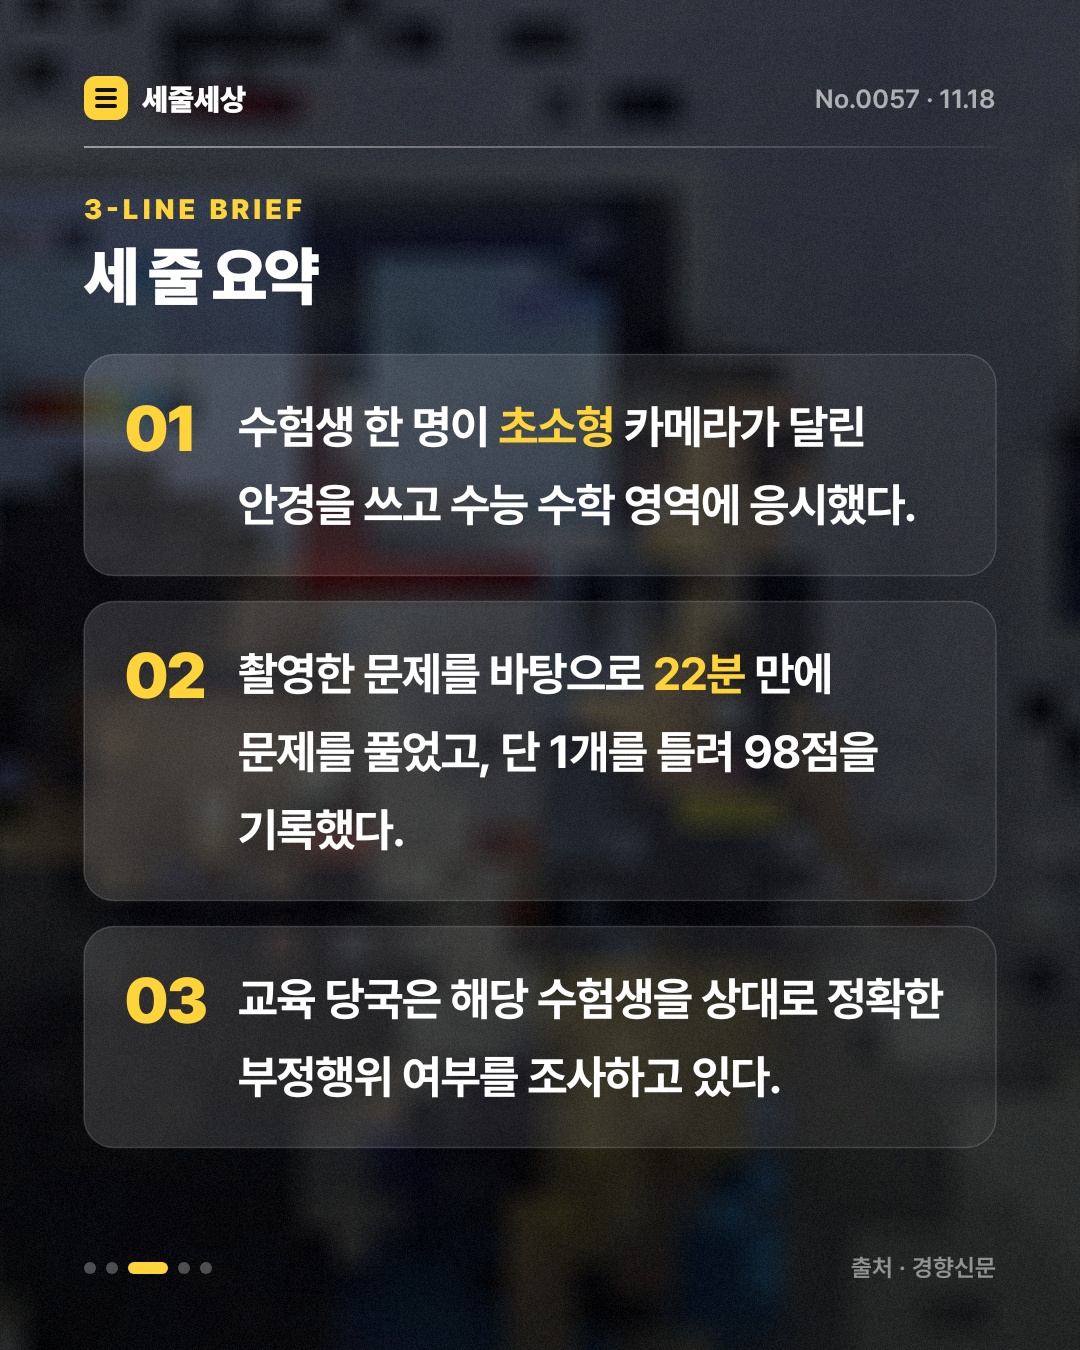 세줄세상
No.0057 · 11.18
3-LINE BRIEF
세 줄 요약
01 수험생 한 명이 초소형 카메라가 달린
안경을 쓰고 수능 수학 영역에 응시했다.
02 촬영한 문제를 바탕으로 22분 만에
문제를 풀었고, 단 1개를 틀려 98점을
기록했다.
03 교육 당국은 해당 수험생을 상대로 정확한
부정행위 여부를 조사하고 있다.
출처 · 경향신문